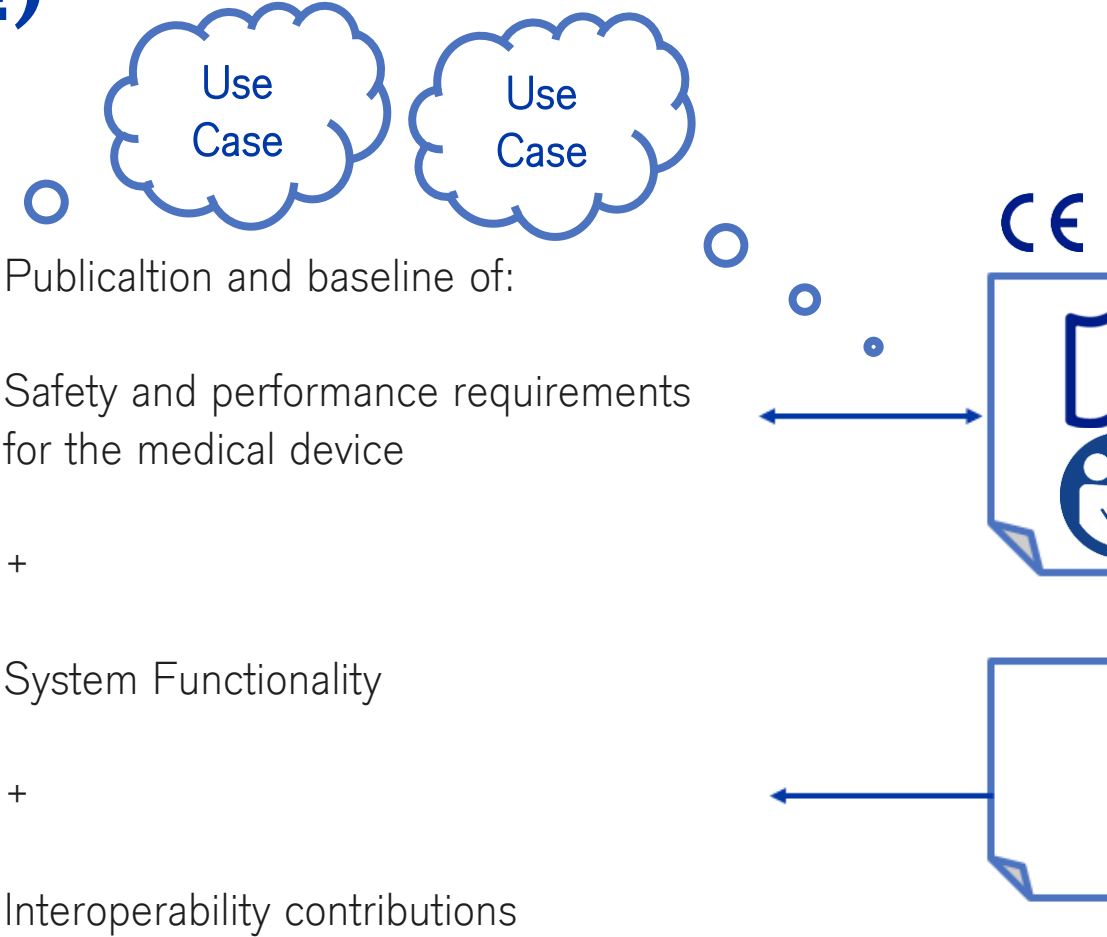 Use
Case
Use
Case
CE
Publicaltion and baseline of:
Safety and performance requirements
for the medical device
+
System Functionality
+
Interoperability contributions